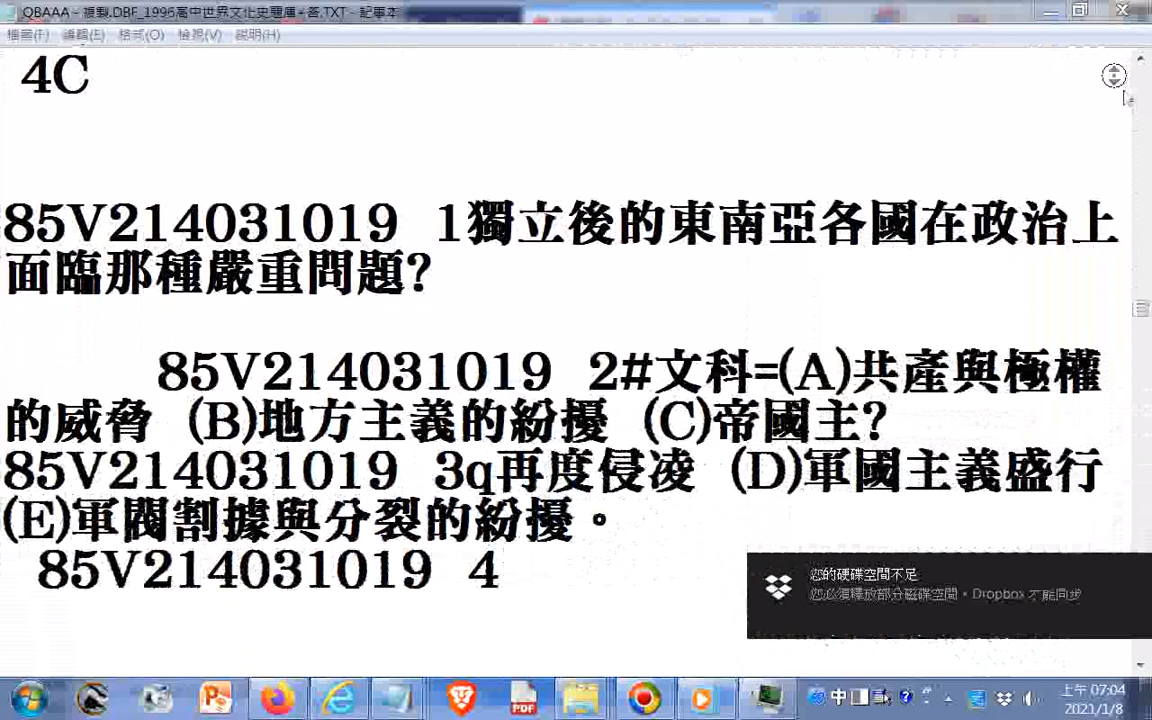 QBAAA - 複製.DBF_1996高中世界文化史題庫+答.TXT - 記事本
檔案(F) 編輯(E) 格式(O) 檢視(V) 說明(H)
4C
85V214031019 1獨立後的東南亞各國在政治上
面臨那種嚴重問題?
85V214031019 2#文科=(A)共產與極權
的威脅 (B)地方主義的紛擾 (C)帝國主?
85V214031019 3q再度侵凌 (D)軍國主義盛行
(E)軍閥割據與分裂的紛擾。
85V214031019 4
您的硬碟空間不足
您必須釋放部分磁碟空間，Dropbox 才能同步
PDF
中
上午 07:04
2021/1/8